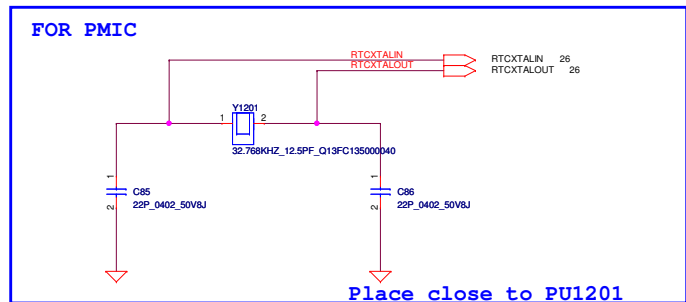 FOR PMIC
RTCXTALIN
RTCXTALIN 26
RTCXTALOUT
RTCXTALOUT 26
Y1201
1
2
32.768KHZ_12.5PF_Q13FC135000040
1
C85
2
22P_0402_50V8J
1
C86
2
22P_0402_50V8J
Place close to PU1201